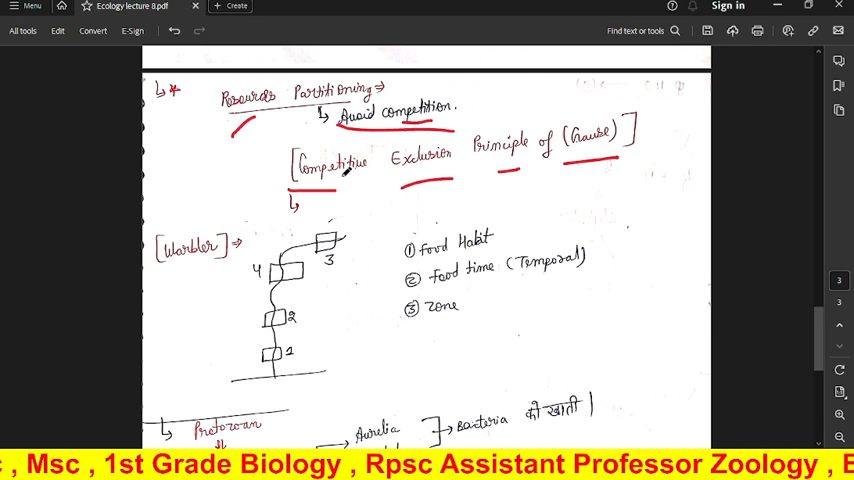 Menu
Ecology lecture 8.pdf
×
+ Create
Sign in
All tools
Edit
Convert
E-Sign
Find text or tools
* Resources Partitioning ⇒
↳ Avoid competition.
[Competitive Exclusion Principle of (Gause)]
↳
[Warbler] ⇒
3
4
2
1
① Food Habit
② Food time (Temporal)
③ Zone
3
3
↳ Protozoan
→ Aurelia
] → Bacteria को खाती |
, Msc , 1st Grade Biology , Rpsc Assistant Professor Zoology ,